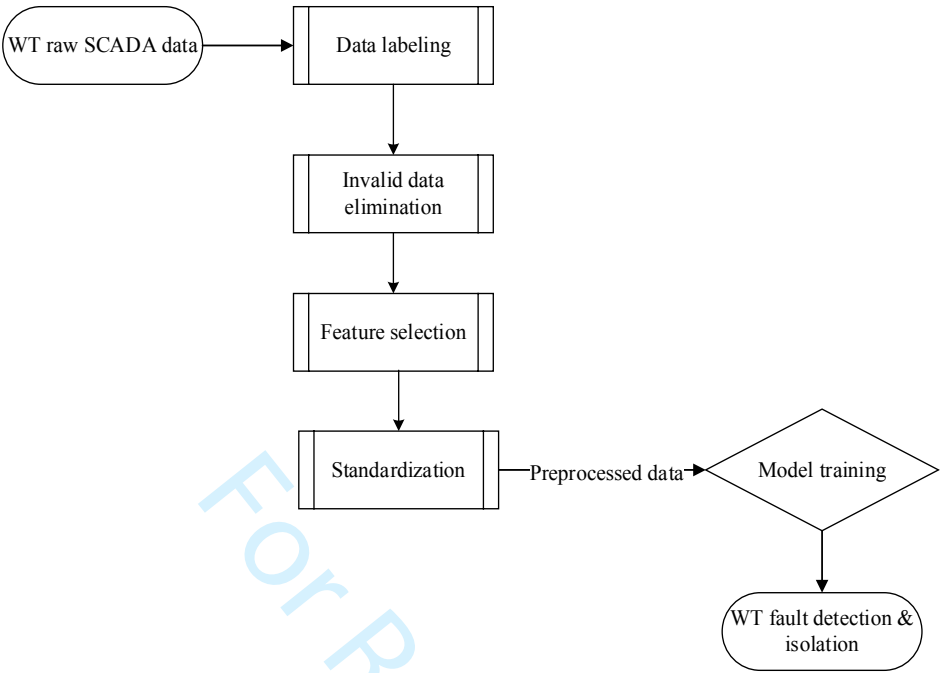 WT raw SCADA data
Data labeling
Invalid data
elimination
Feature selection
Standardization
Preprocessed data
Model training
WT fault detection &
isolation
For R